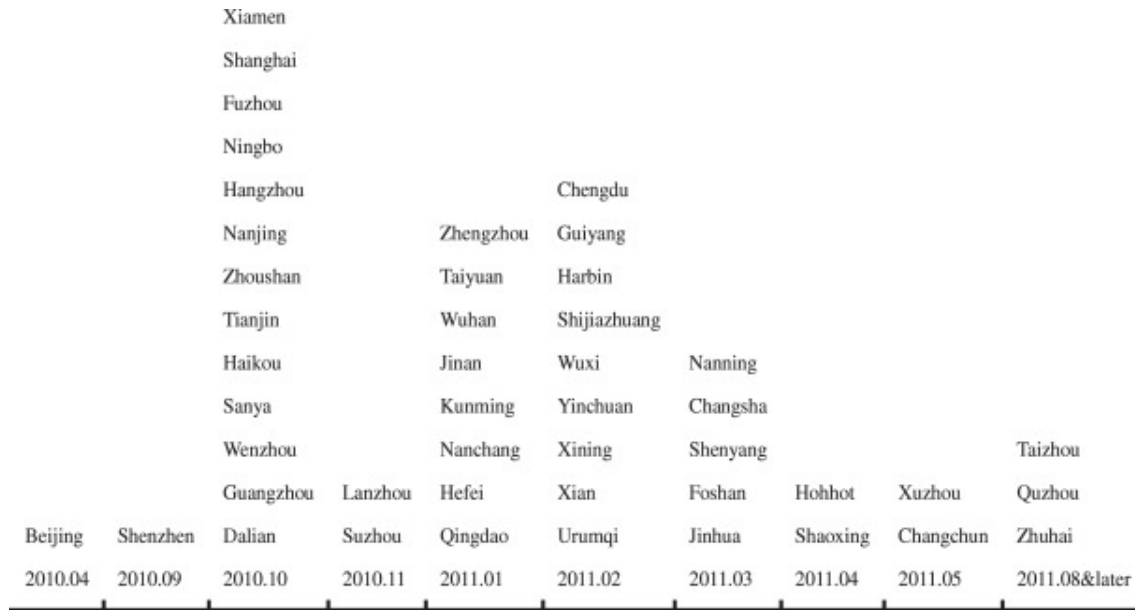 Xiamen
Shanghai
Fuzhou
Ningbo
Hangzhou Chengdu
Nanjing Zhengzhou Guiyang
Zhoushan Taiyuan Harbin
Tianjin Wuhan Shijiazhuang
Haikou Jinan Wuxi Nanning
Sanya Kunming Yinchuan Changsha
Wenzhou Nanchang Xining Shenyang Taizhou
Guangzhou Lanzhou Hefei Xian Foshan Hohhot Xuzhou Quzhou
Beijing Shenzhen Dalian Suzhou Qingdao Urumqi Jinhua Shaoxing Changchun Zhuhai
2010.04 2010.09 2010.10 2010.11 2011.01 2011.02 2011.03 2011.04 2011.05 2011.08&later